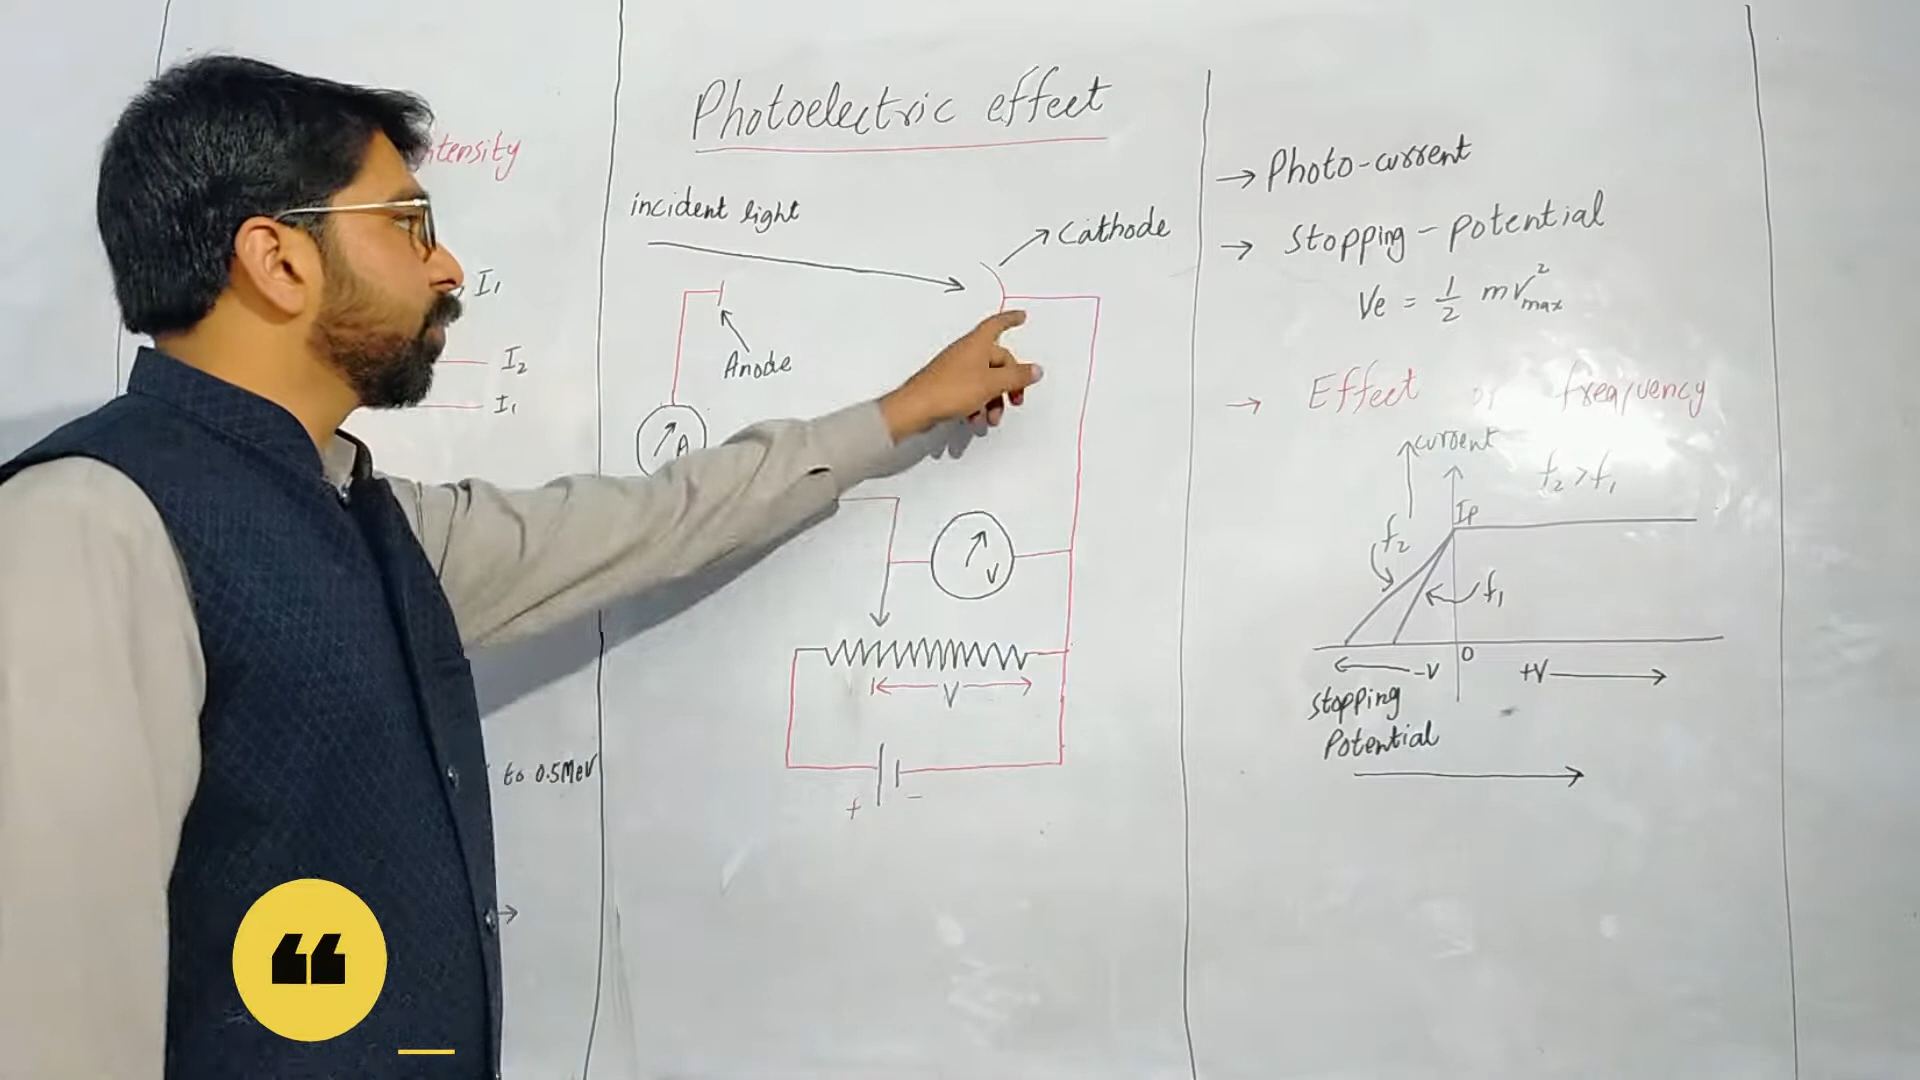 ntensity
I₁
I₂
I₁
to 0.5MeV
Photoelectric effect
incident light
Cathode
Anode
A
V
V
+ -
→ Photo-current
→ Stopping-potential
Ve = 1/2 mv²max
→ Effect of frequency
current
f₂>f₁
IP
f₂
f₁
-V O +V
Stopping
Potential